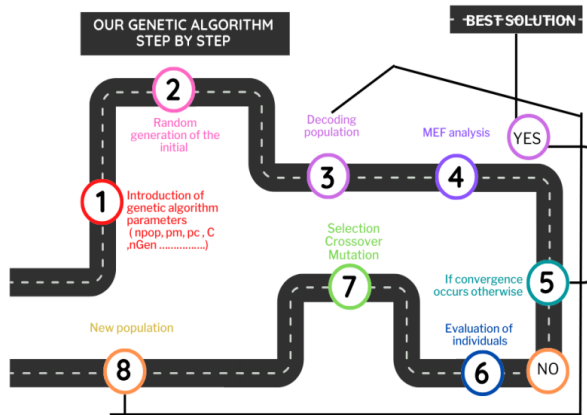 OUR GENETIC ALGORITHM
STEP BY STEP
BEST SOLUTION
2
Random
generation of the
initial
Decoding
population
MEF analysis
YES
1
Introduction of
genetic algorithm
parameters
( npop, pm, pc , C
,nGen ................)
3
4
Selection
Crossover
Mutation
7
If convergence
occurs otherwise
5
New population
8
Evaluation of
individuals
6
NO